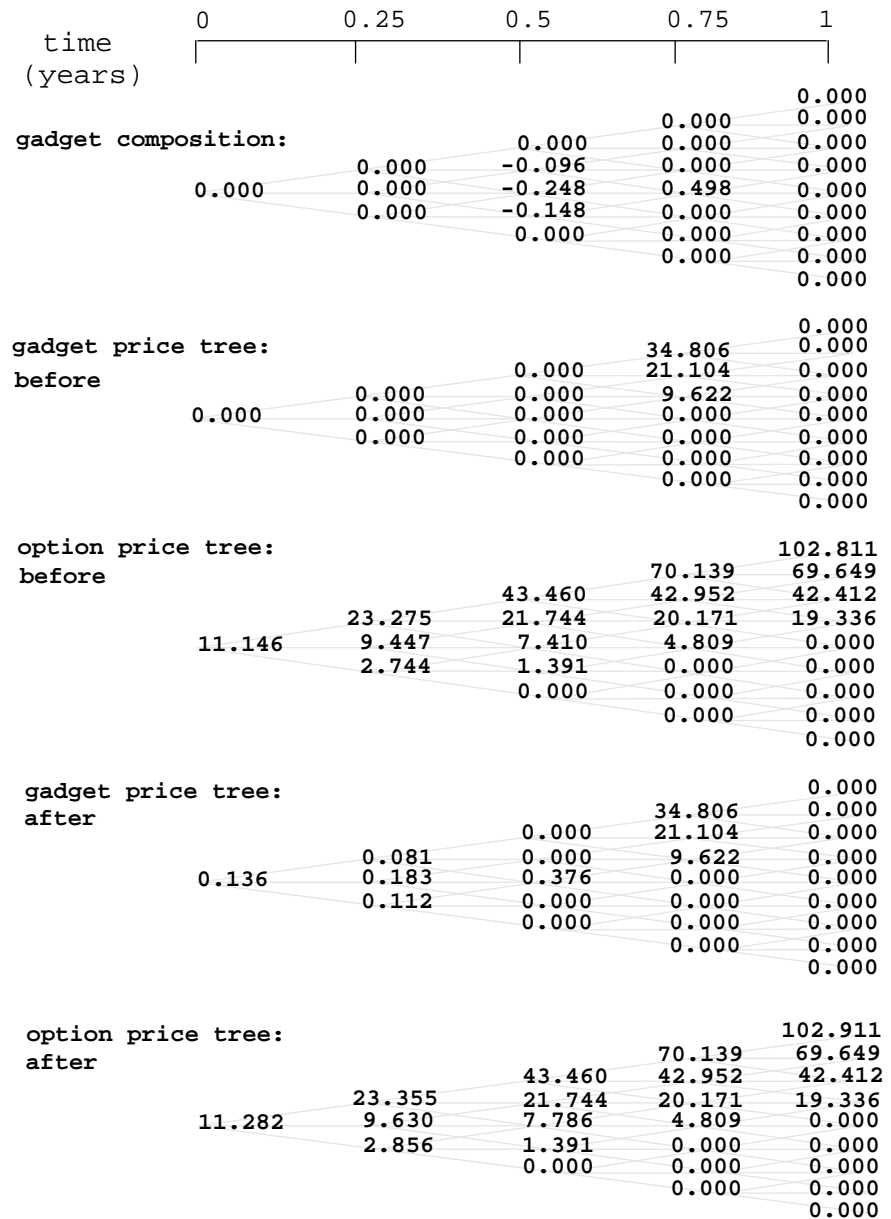 0 0.25 0.5 0.75 1
time
(years)
0.000
0.000 0.000
gadget composition: 0.000 0.000 0.000
0.000 -0.096 0.000 0.000
0.000 0.000 -0.248 0.498 0.000
0.000 -0.148 0.000 0.000
0.000 0.000 0.000
0.000 0.000
0.000
0.000
gadget price tree: 34.806 0.000
0.000 21.104 0.000
before 0.000 0.000 9.622 0.000
0.000 0.000 0.000 0.000 0.000
0.000 0.000 0.000 0.000
0.000 0.000 0.000
0.000 0.000
0.000
option price tree: 102.811
before 70.139 69.649
43.460 42.952 42.412
23.275 21.744 20.171 19.336
11.146 9.447 7.410 4.809 0.000
2.744 1.391 0.000 0.000
0.000 0.000 0.000
0.000 0.000
0.000
gadget price tree: 0.000
after 34.806 0.000
0.000 21.104 0.000
0.081 0.000 9.622 0.000
0.136 0.183 0.376 0.000 0.000
0.112 0.000 0.000 0.000
0.000 0.000 0.000
0.000 0.000
0.000
option price tree: 102.911
after 70.139 69.649
43.460 42.952 42.412
23.355 21.744 20.171 19.336
11.282 9.630 7.786 4.809 0.000
2.856 1.391 0.000 0.000
0.000 0.000 0.000
0.000 0.000
0.000